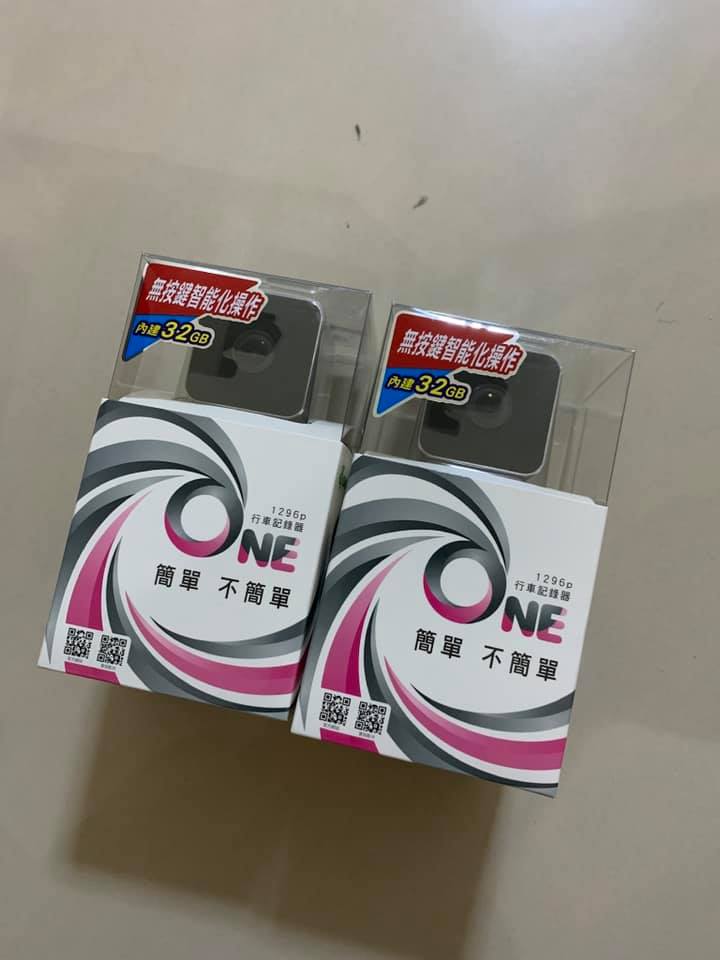 無按鍵智能化操作
內建32GB
1296p
行車記錄器
ONE
簡單 不簡單
無按鍵智能化操作
內建32GB
1296p
行車記錄器
ONE
簡單 不簡單